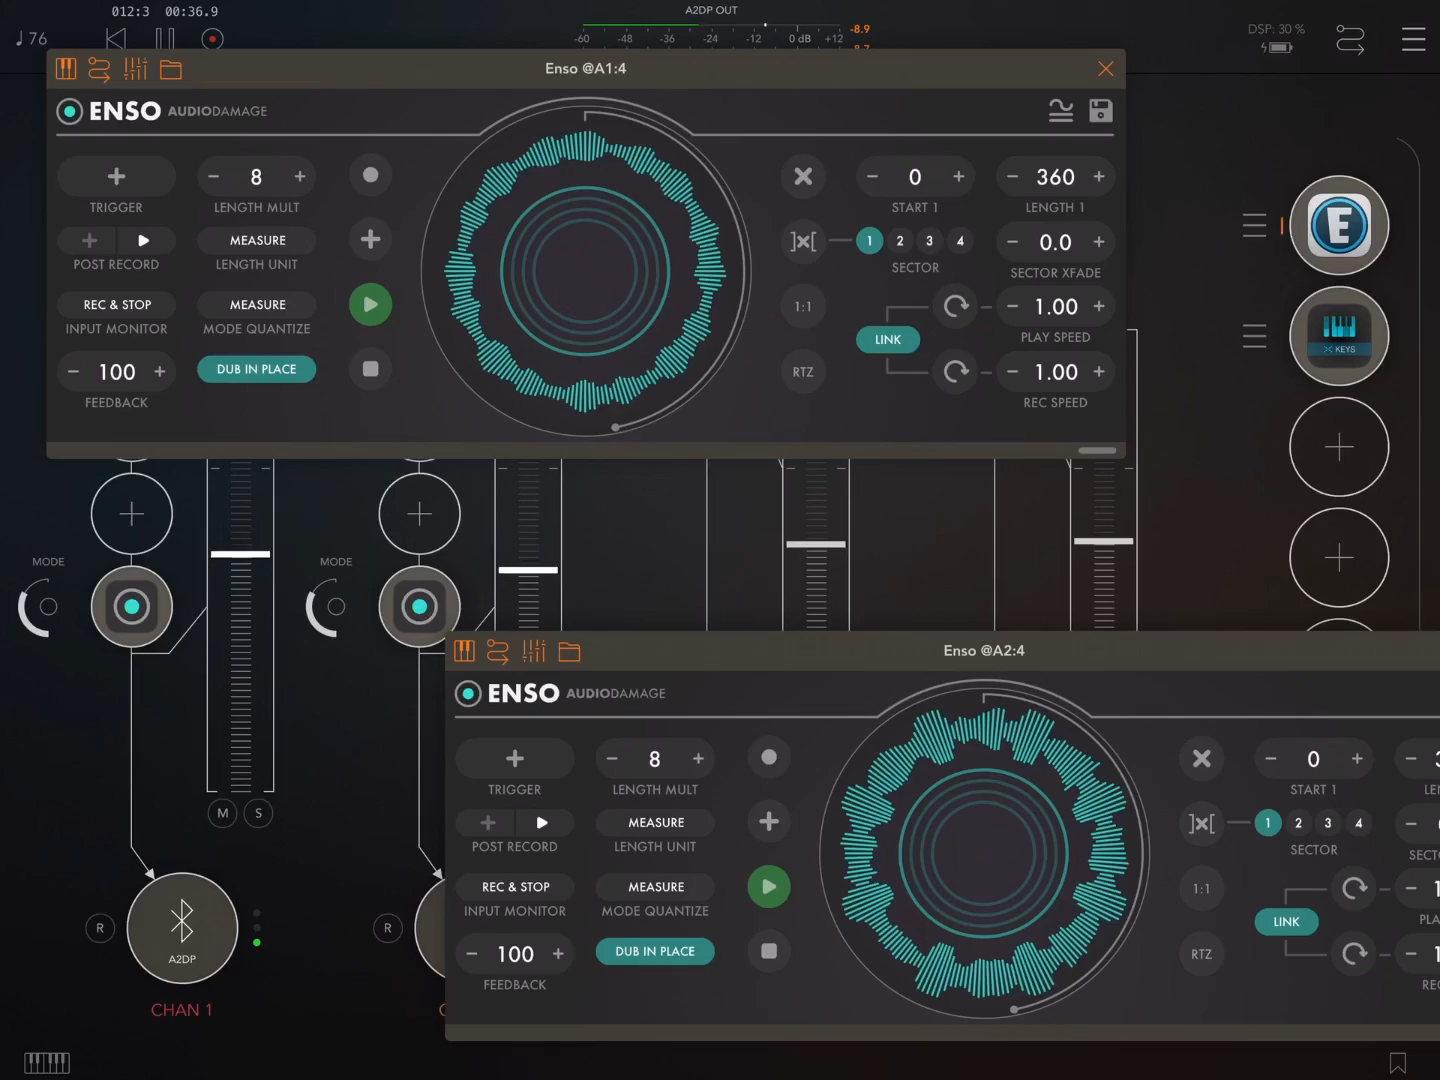 012:3 00:36.9
A2DP OUT
♩76
-60 -48 -36 -24 -12 0 dB +12
-8.9
DSP: 30 %
Enso @A1:4
ENSO AUDIODAMAGE
+
TRIGGER
− 8 +
LENGTH MULT
− 0 +
START 1
− 360 +
LENGTH 1
POST RECORD
MEASURE
LENGTH UNIT
]×[
1 2 3 4
SECTOR
− 0.0 +
SECTOR XFADE
REC & STOP
INPUT MONITOR
MEASURE
MODE QUANTIZE
1:1
LINK
− 1.00 +
PLAY SPEED
− 100 +
FEEDBACK
DUB IN PLACE
RTZ
− 1.00 +
REC SPEED
E
KEYS
MODE
MODE
M S
R
A2DP
CHAN 1
R
Enso @A2:4
ENSO AUDIODAMAGE
+
TRIGGER
− 8 +
LENGTH MULT
− 0 +
START 1
POST RECORD
MEASURE
LENGTH UNIT
]×[
1 2 3 4
SECTOR
REC & STOP
INPUT MONITOR
MEASURE
MODE QUANTIZE
1:1
LINK
− 100 +
FEEDBACK
DUB IN PLACE
RTZ